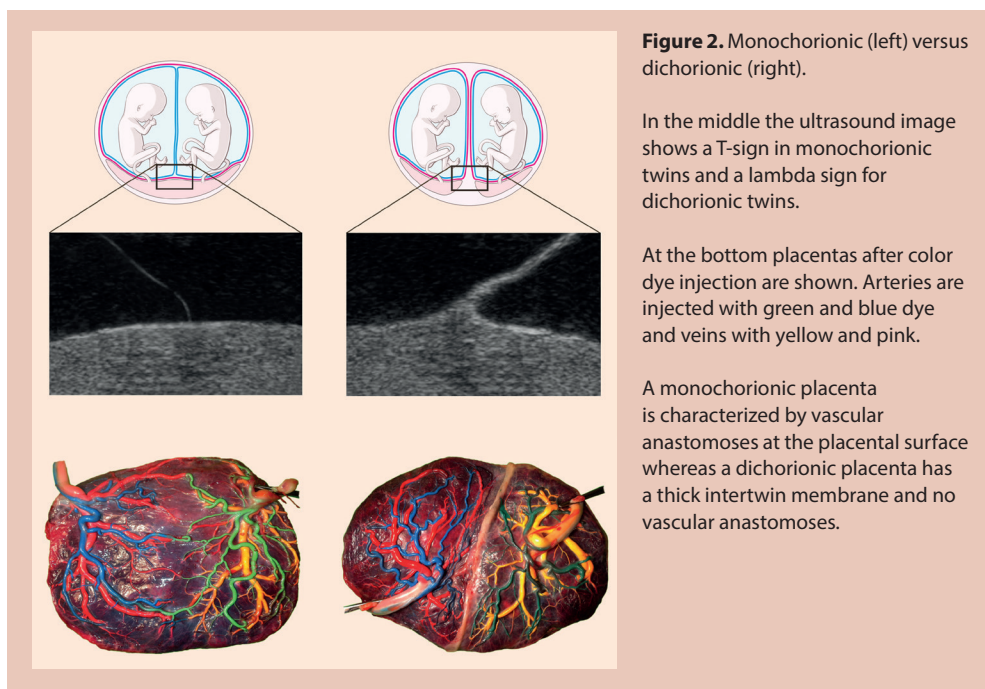 Figure 2. Monochorionic (left) versus
dichorionic (right).
In the middle the ultrasound image
shows a T-sign in monochorionic
twins and a lambda sign for
dichorionic twins.
At the bottom placentas after color
dye injection are shown. Arteries are
injected with green and blue dye
and veins with yellow and pink.
A monochorionic placenta
is characterized by vascular
anastomoses at the placental surface
whereas a dichorionic placenta has
a thick intertwin membrane and no
vascular anastomoses.